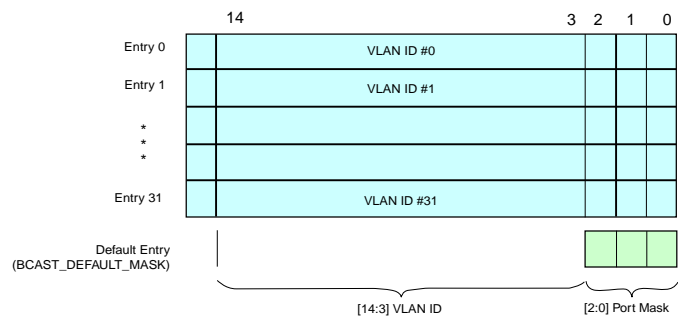 14 3 2 1 0
Entry 0 VLAN ID #0
Entry 1 VLAN ID #1
*
*
*
Entry 31 VLAN ID #31
Default Entry
(BCAST_DEFAULT_MASK)
[14:3] VLAN ID [2:0] Port Mask